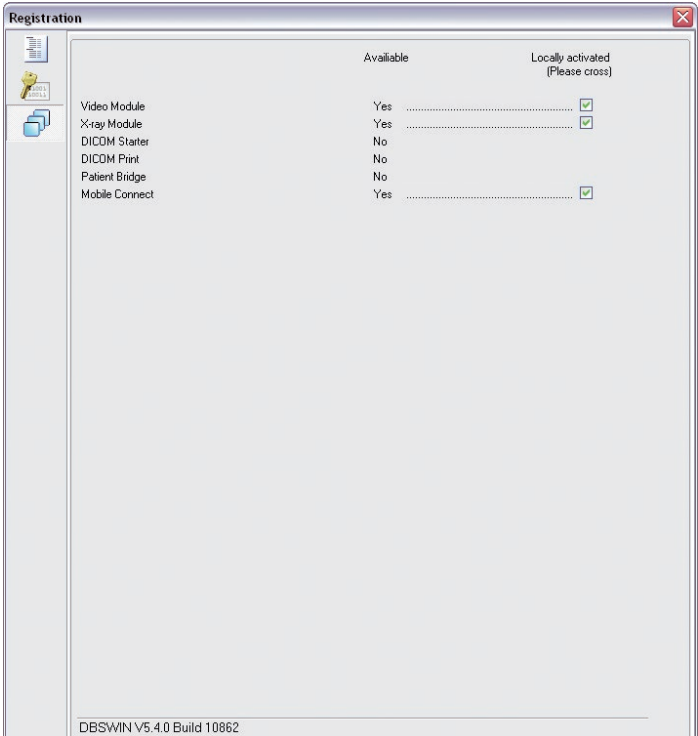 Registration
Availiable Locally activated
(Please cross)
Video Module Yes
X-ray Module Yes
DICOM Starter No
DICOM Print No
Patient Bridge No
Mobile Connect Yes
DBSWIN V5.4.0 Build 10862